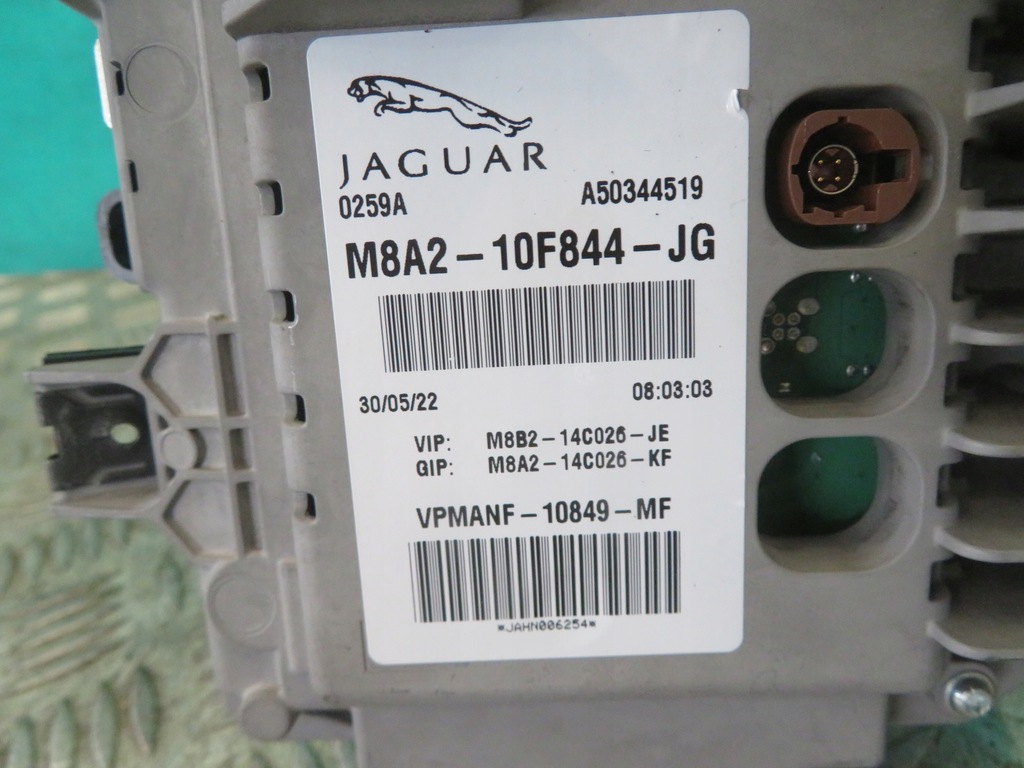 JAGUAR
0259A A50344519
M8A2-10F844-JG
30/05/22 08:03:03
VIP: M8B2-14C026-JE
GIP: M8A2-14C026-KF
VPMANF-10849-MF
*JAHN006254*